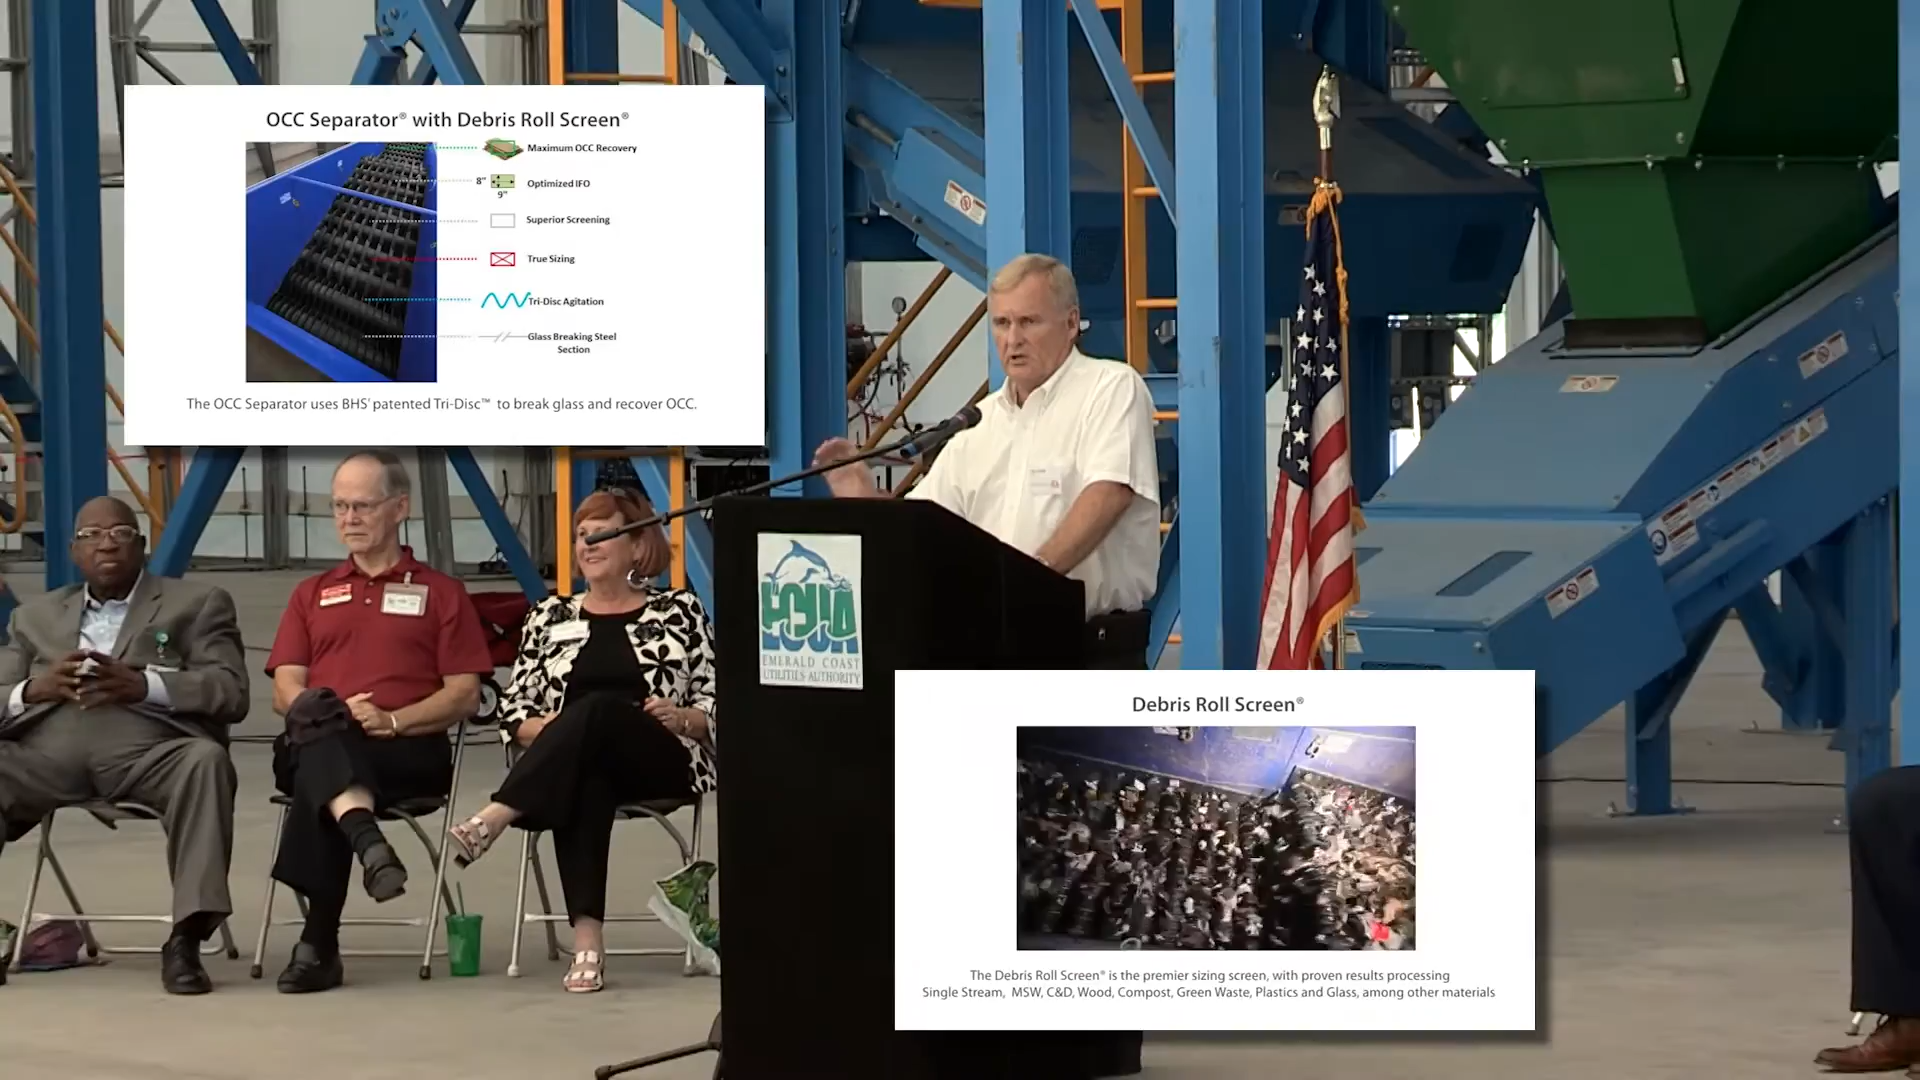 OCC Separator® with Debris Roll Screen®
Maximum OCC Recovery
8"
Optimized IFO
9"
Superior Screening
True Sizing
Tri-Disc Agitation
Glass Breaking Steel
Section
The OCC Separator uses BHS' patented Tri-Disc™ to break glass and recover OCC.
ECUA
EMERALD COAST
UTILITIES AUTHORITY
Debris Roll Screen®
The Debris Roll Screen® is the premier sizing screen, with proven results processing
Single Stream, MSW, C&D, Wood, Compost, Green Waste, Plastics and Glass, among other materials